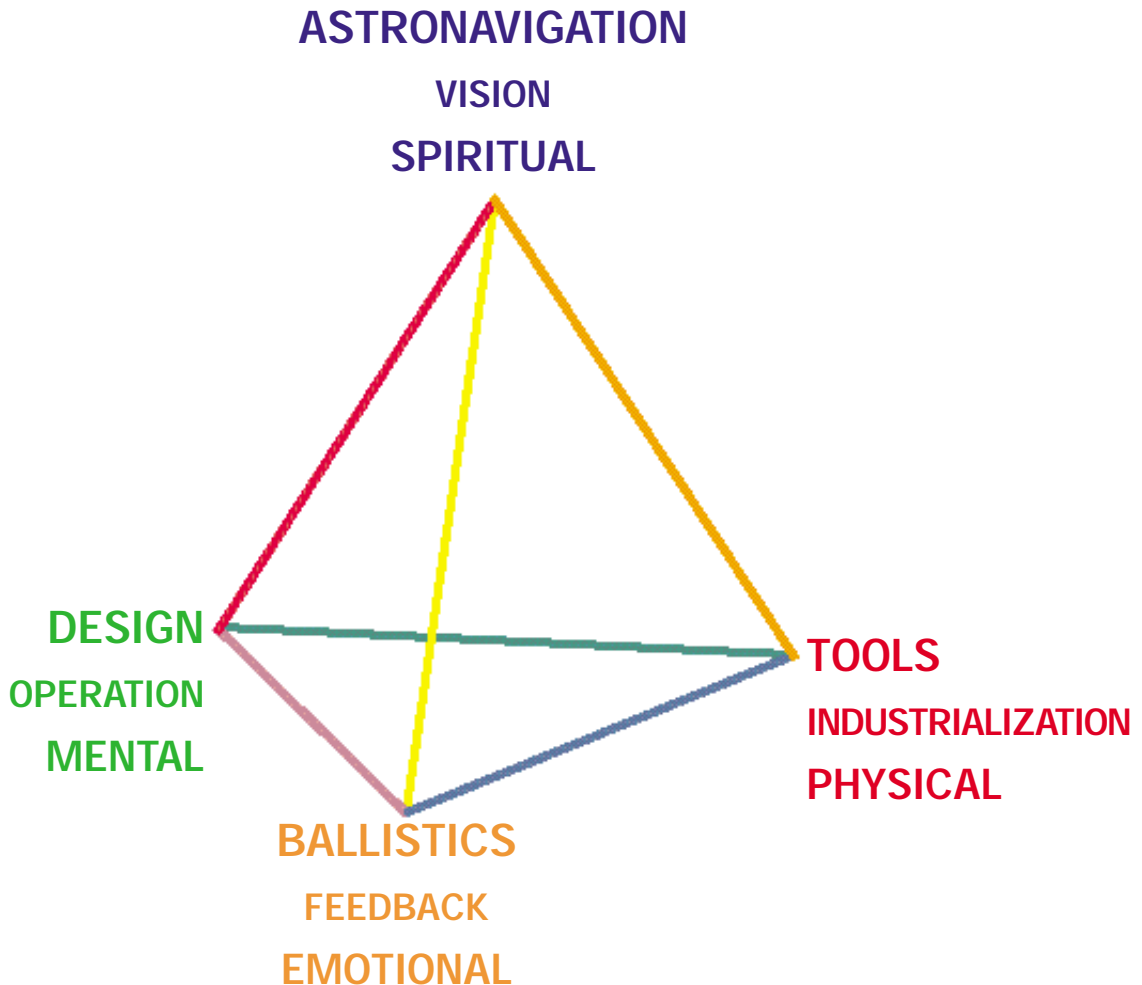 ASTRONAVIGATION
VISION
SPIRITUAL
DESIGN
OPERATION
MENTAL
TOOLS
INDUSTRIALIZATION
PHYSICAL
BALLISTICS
FEEDBACK
EMOTIONAL